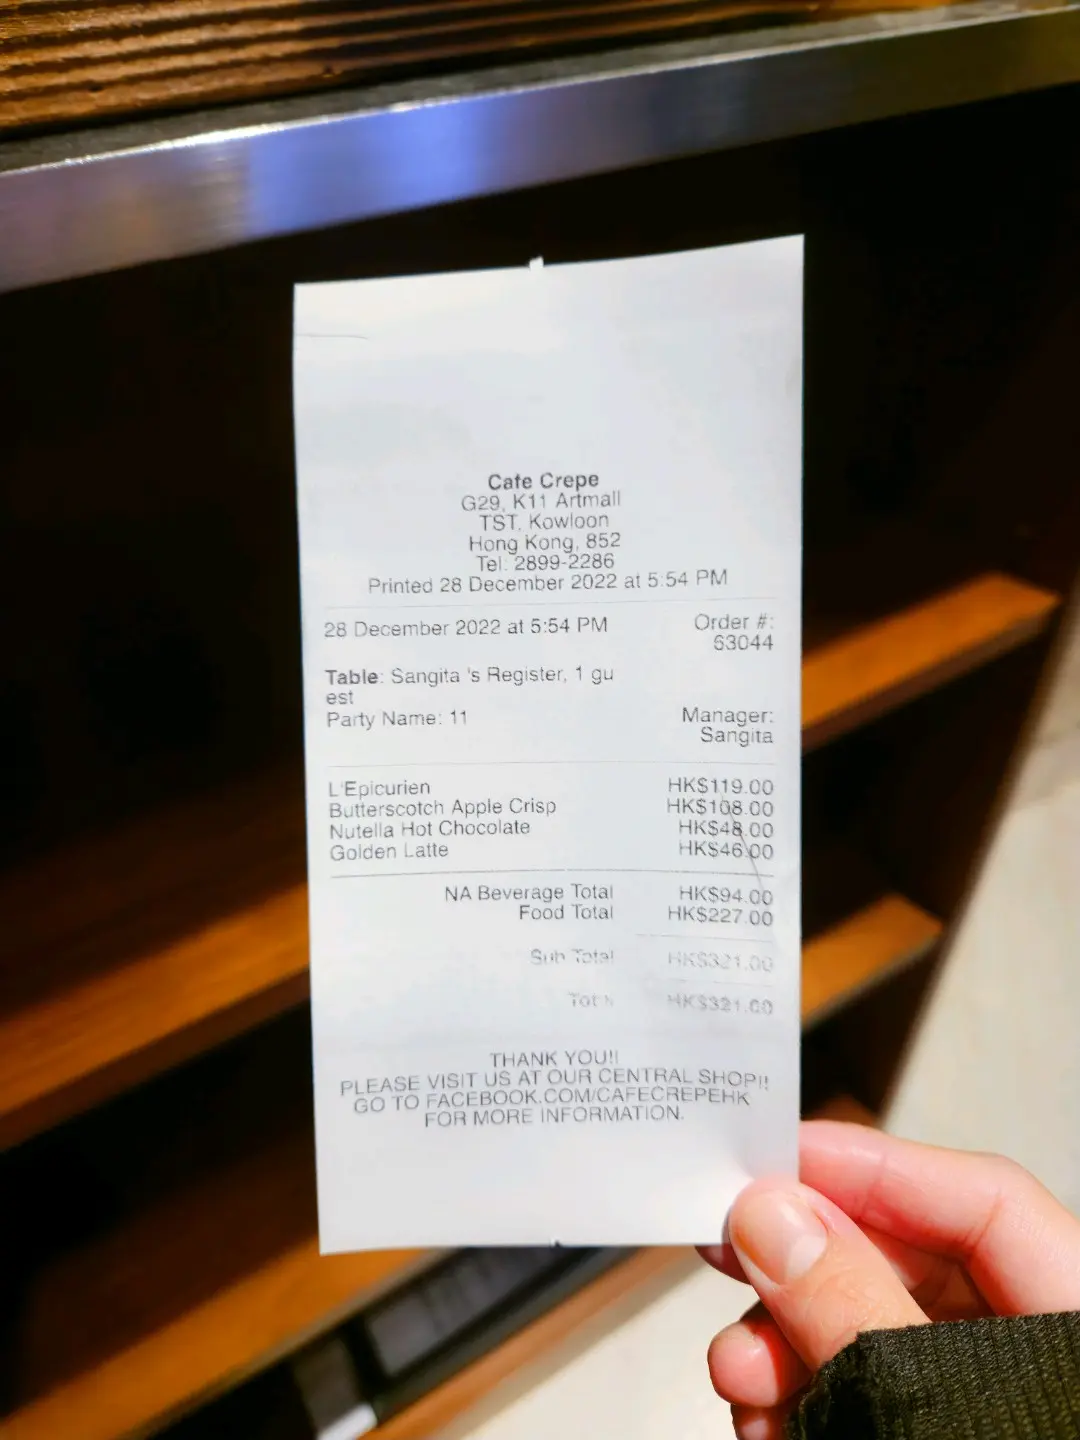 Cafe Crepe
G29, K11 Artmall
TST, Kowloon
Hong Kong, 852
Tel: 2899-2286
Printed 28 December 2022 at 5:54 PM
28 December 2022 at 5:54 PM Order #:
63044
Table: Sangita 's Register, 1 gu
est
Party Name: 11 Manager:
Sangita
L'Epicurien HK$119.00
Butterscotch Apple Crisp HK$108.00
Nutella Hot Chocolate HK$48.00
Golden Latte HK$46.00
NA Beverage Total HK$94.00
Food Total HK$227.00
Sub Total HK$321.00
Total HK$321.00
THANK YOU!!
PLEASE VISIT US AT OUR CENTRAL SHOP!!
GO TO FACEBOOK.COM/CAFECREPEHK
FOR MORE INFORMATION.